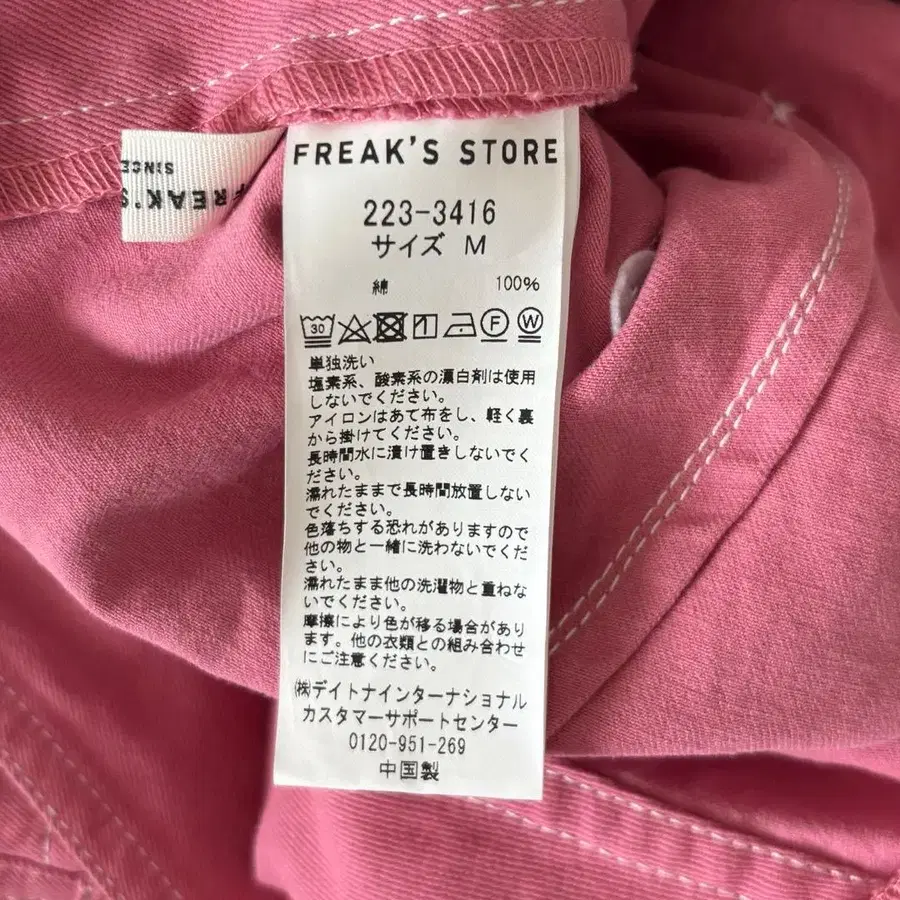 FREAK'S STORE
223-3416
サイズ M
綿 100%
30 F W
単独洗い
塩素系、酸素系の漂白剤は使用
しないでください。
アイロンはあて布をし、軽く裏
から掛けてください。
長時間水に漬け置きしないでく
ださい。
濡れたままで長時間放置しない
でください。
色落ちする恐れがありますので
他の物と一緒に洗わないでくだ
さい。
濡れたまま他の洗濯物と重ねな
いでください。
摩擦により色が移る場合があり
ます。他の衣類との組み合わせ
にご注意ください。
㈱デイトナインターナショナル
カスタマーサポートセンター
0120-951-269
中国製
FREAK'S
SINCE